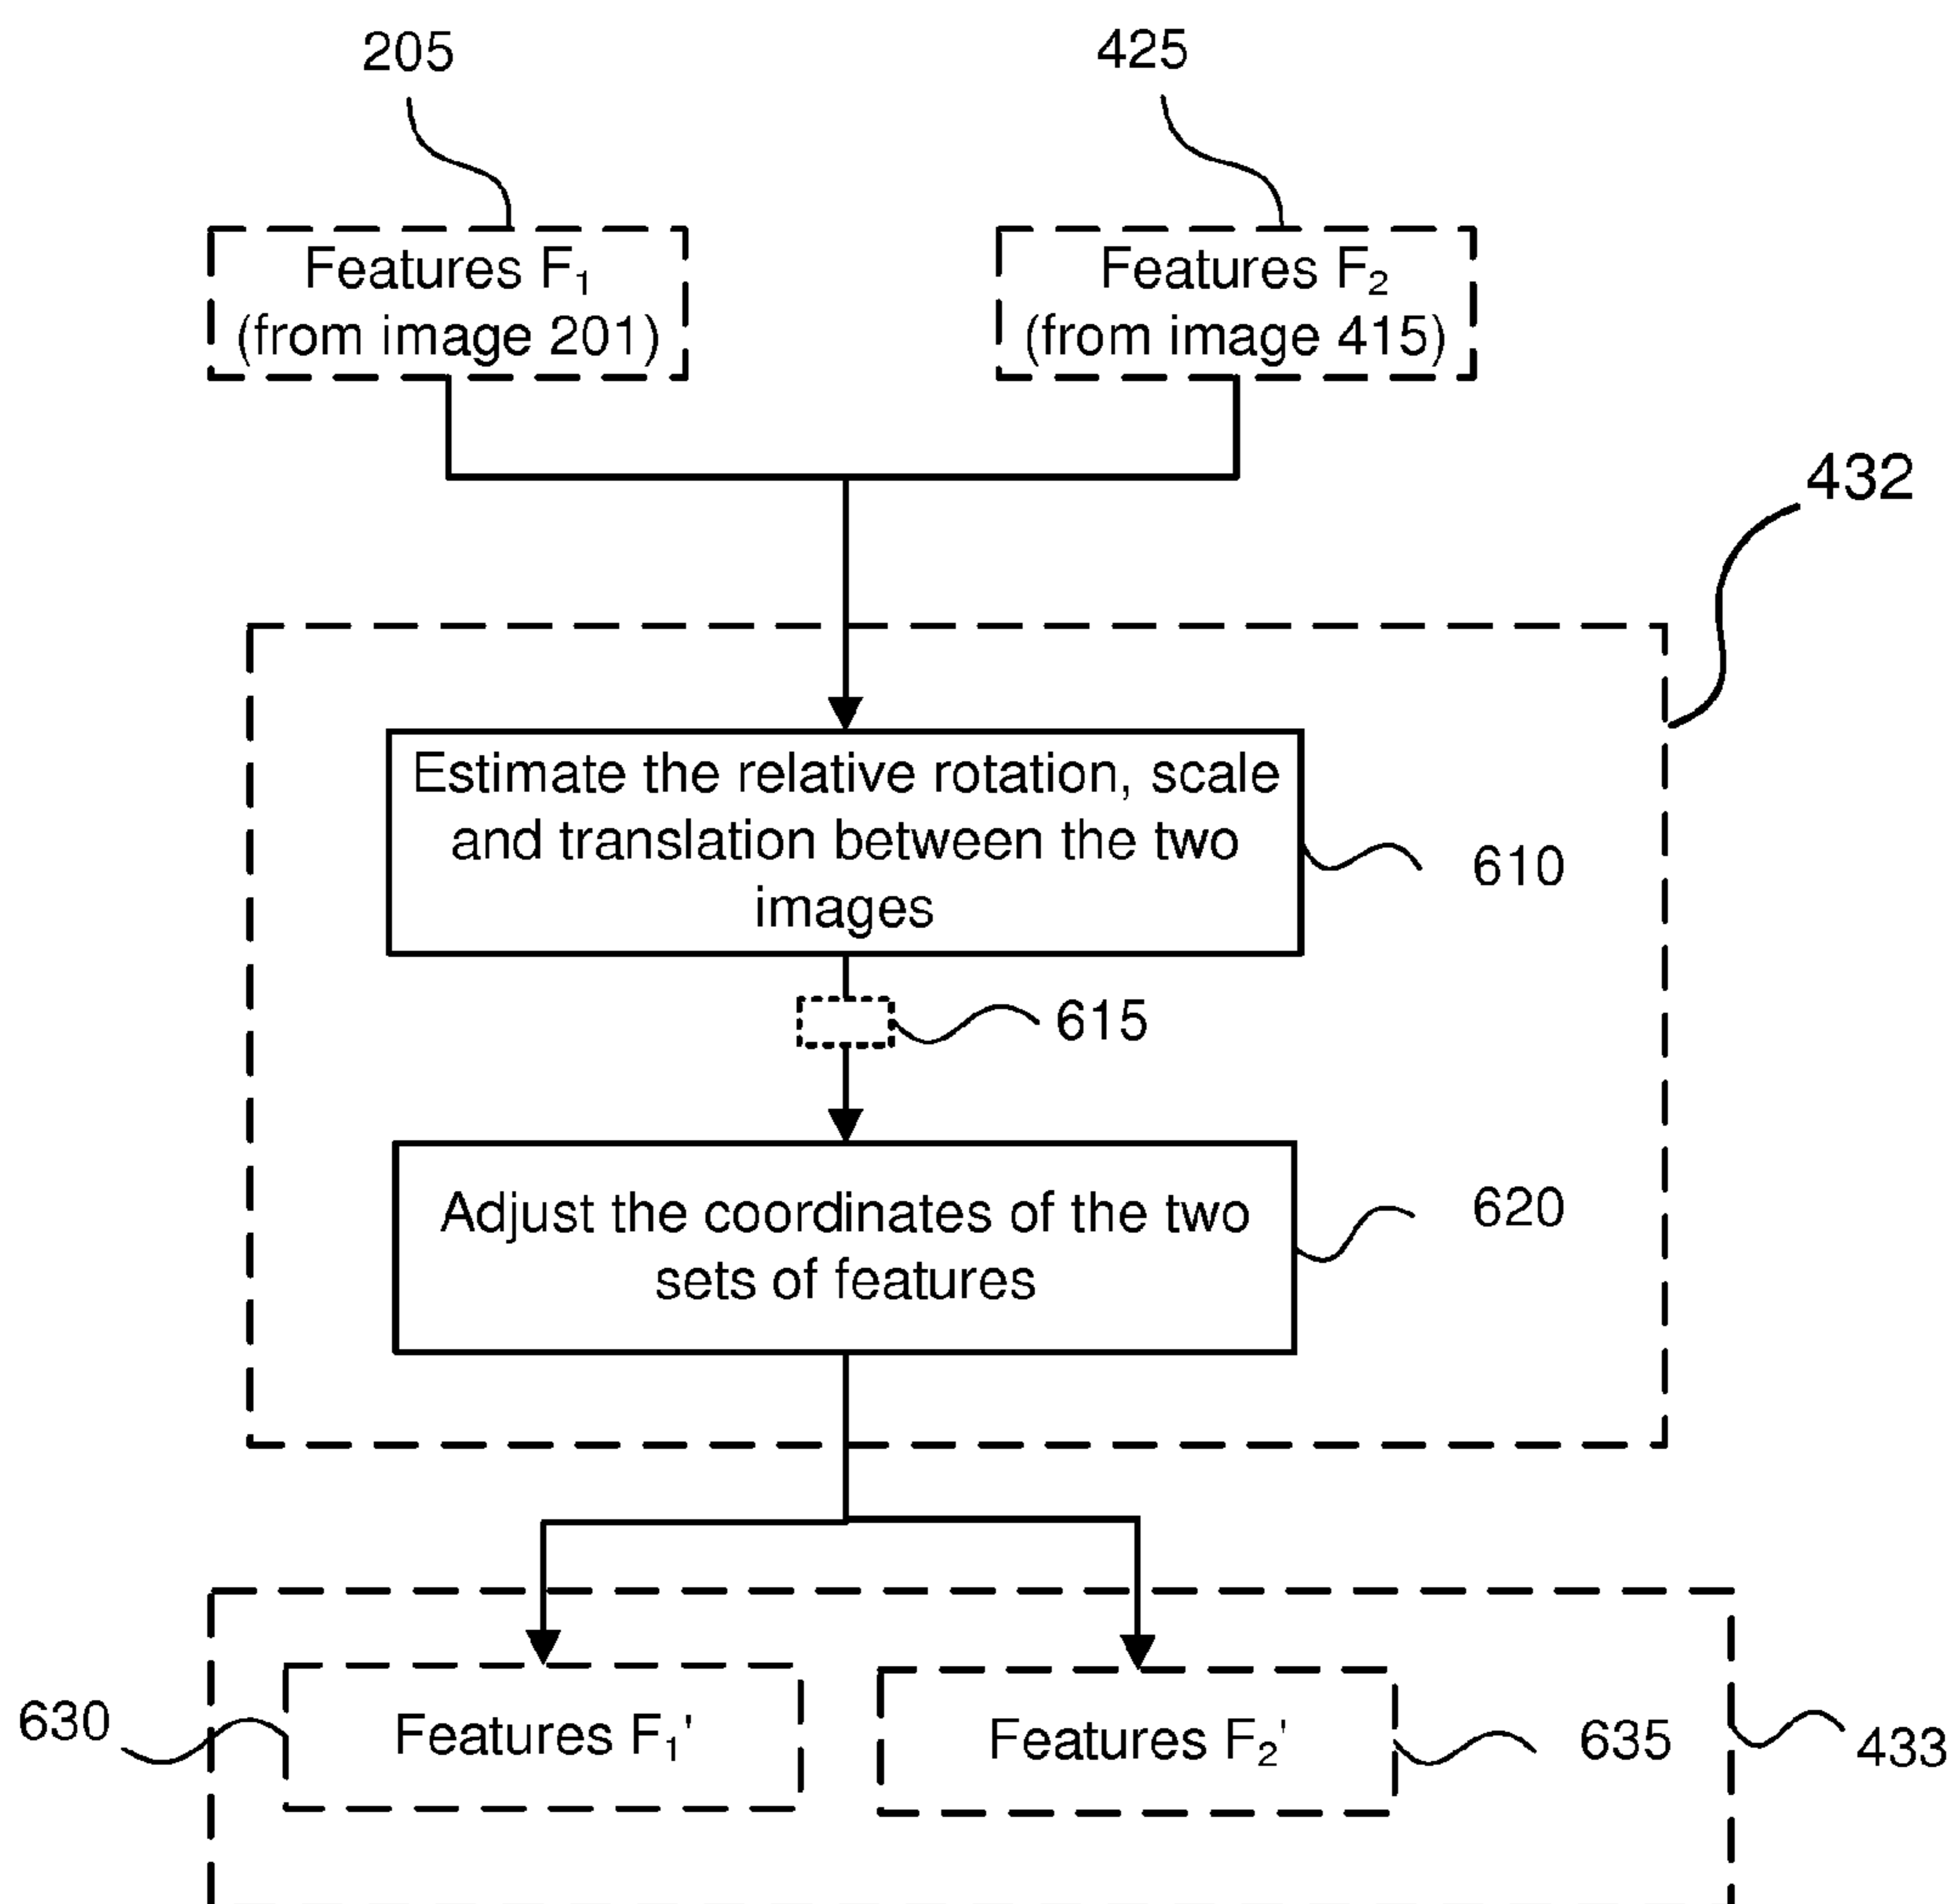 205
425
Features F₁
(from image 201)
Features F₂
(from image 415)
432
Estimate the relative rotation, scale
and translation between the two
images
610
615
Adjust the coordinates of the two
sets of features
620
630
Features F₁'
Features F₂'
635
433